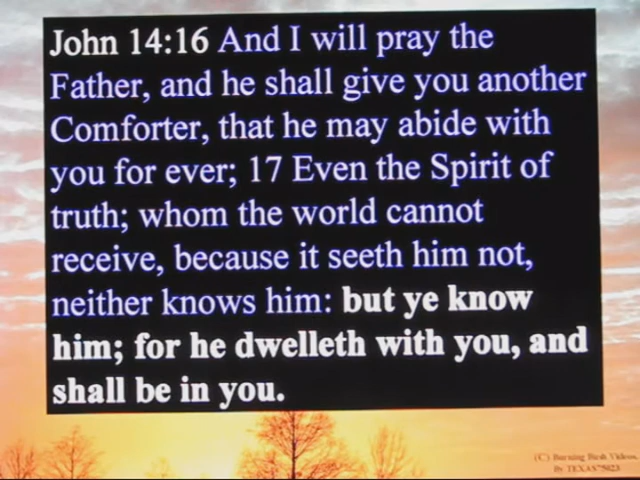 John 14:16 And I will pray the
Father, and he shall give you another
Comforter, that he may abide with
you for ever; 17 Even the Spirit of
truth; whom the world cannot
receive, because it seeth him not,
neither knows him: but ye know
him; for he dwelleth with you, and
shall be in you.
(C) Burning Bush Videos.
By TEXAS75023